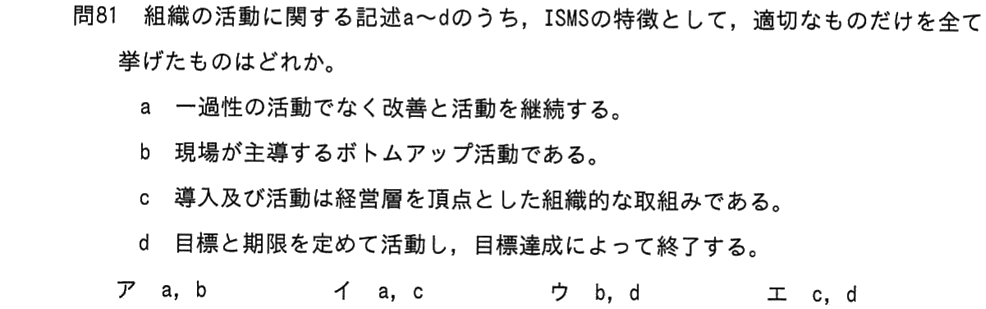 問81 組織の活動に関する記述a~dのうち，ISMSの特徴として，適切なものだけを全て
挙げたものはどれか。
a 一過性の活動でなく改善と活動を継続する。
b 現場が主導するボトムアップ活動である。
c 導入及び活動は経営層を頂点とした組織的な取組みである。
d 目標と期限を定めて活動し，目標達成によって終了する。
ア a，b イ a，c ウ b，d エ c，d